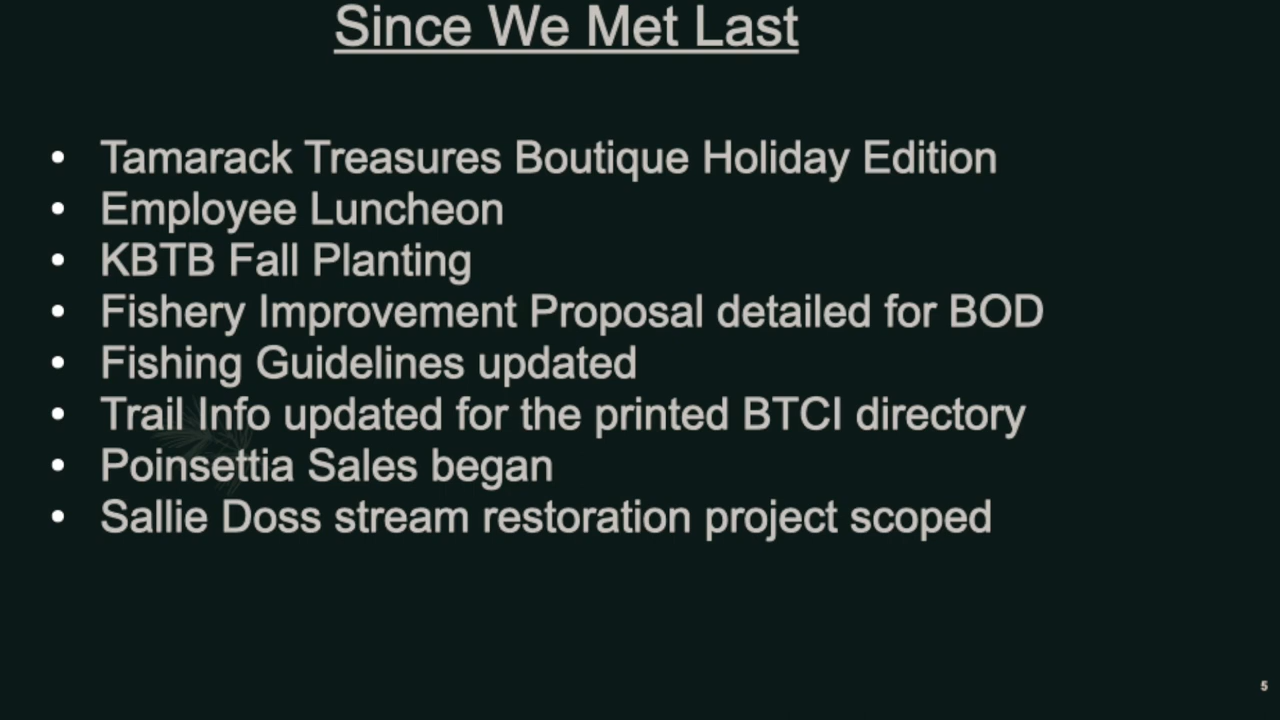 Since We Met Last
• Tamarack Treasures Boutique Holiday Edition
• Employee Luncheon
• KBTB Fall Planting
• Fishery Improvement Proposal detailed for BOD
• Fishing Guidelines updated
• Trail Info updated for the printed BTCI directory
• Poinsettia Sales began
• Sallie Doss stream restoration project scoped
5